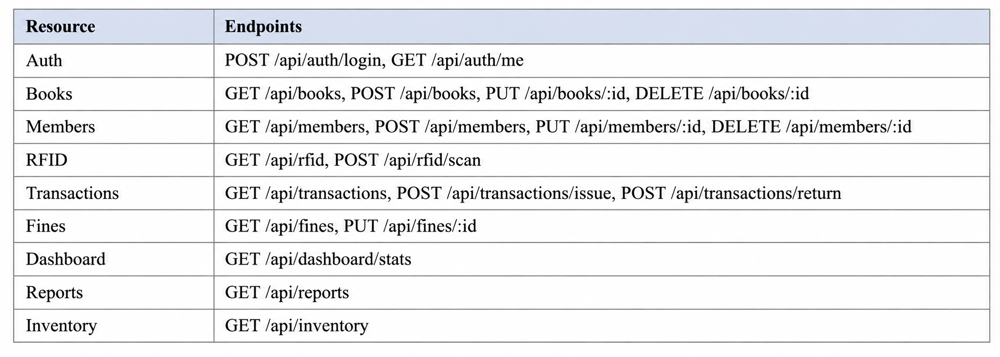 Resource Endpoints
Auth POST /api/auth/login, GET /api/auth/me
Books GET /api/books, POST /api/books, PUT /api/books/:id, DELETE /api/books/:id
Members GET /api/members, POST /api/members, PUT /api/members/:id, DELETE /api/members/:id
RFID GET /api/rfid, POST /api/rfid/scan
Transactions GET /api/transactions, POST /api/transactions/issue, POST /api/transactions/return
Fines GET /api/fines, PUT /api/fines/:id
Dashboard GET /api/dashboard/stats
Reports GET /api/reports
Inventory GET /api/inventory